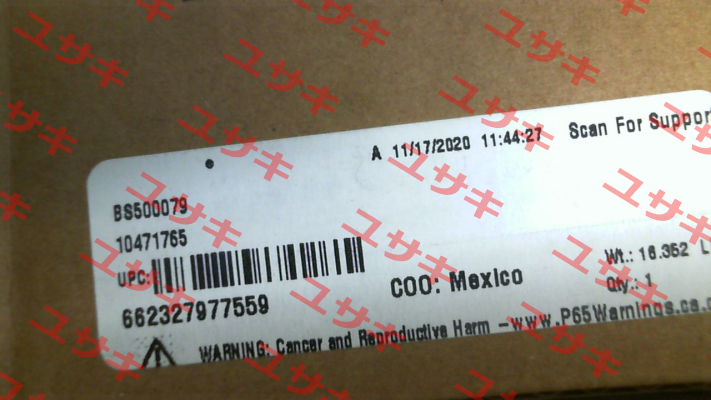 A 11/17/2020 11:44:27 Scan For Support
BS500079
10471765
UPC:
662327977559
COO: Mexico
Wt.: 16.352 L
Qty.: 1
WARNING: Cancer and Reproductive Harm -www.P65Warnings.ca.
ユサキ